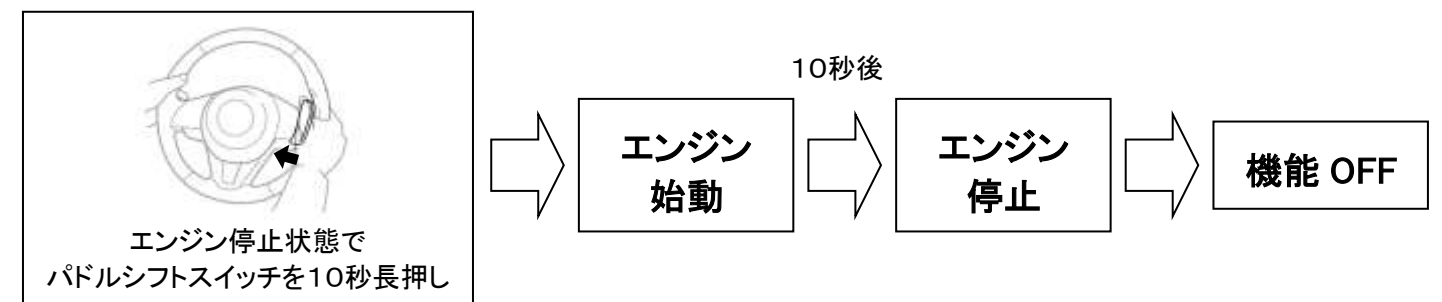 エンジン停止状態で
パドルシフトスイッチを10秒長押し
エンジン
始動
10秒後
エンジン
停止
機能 OFF